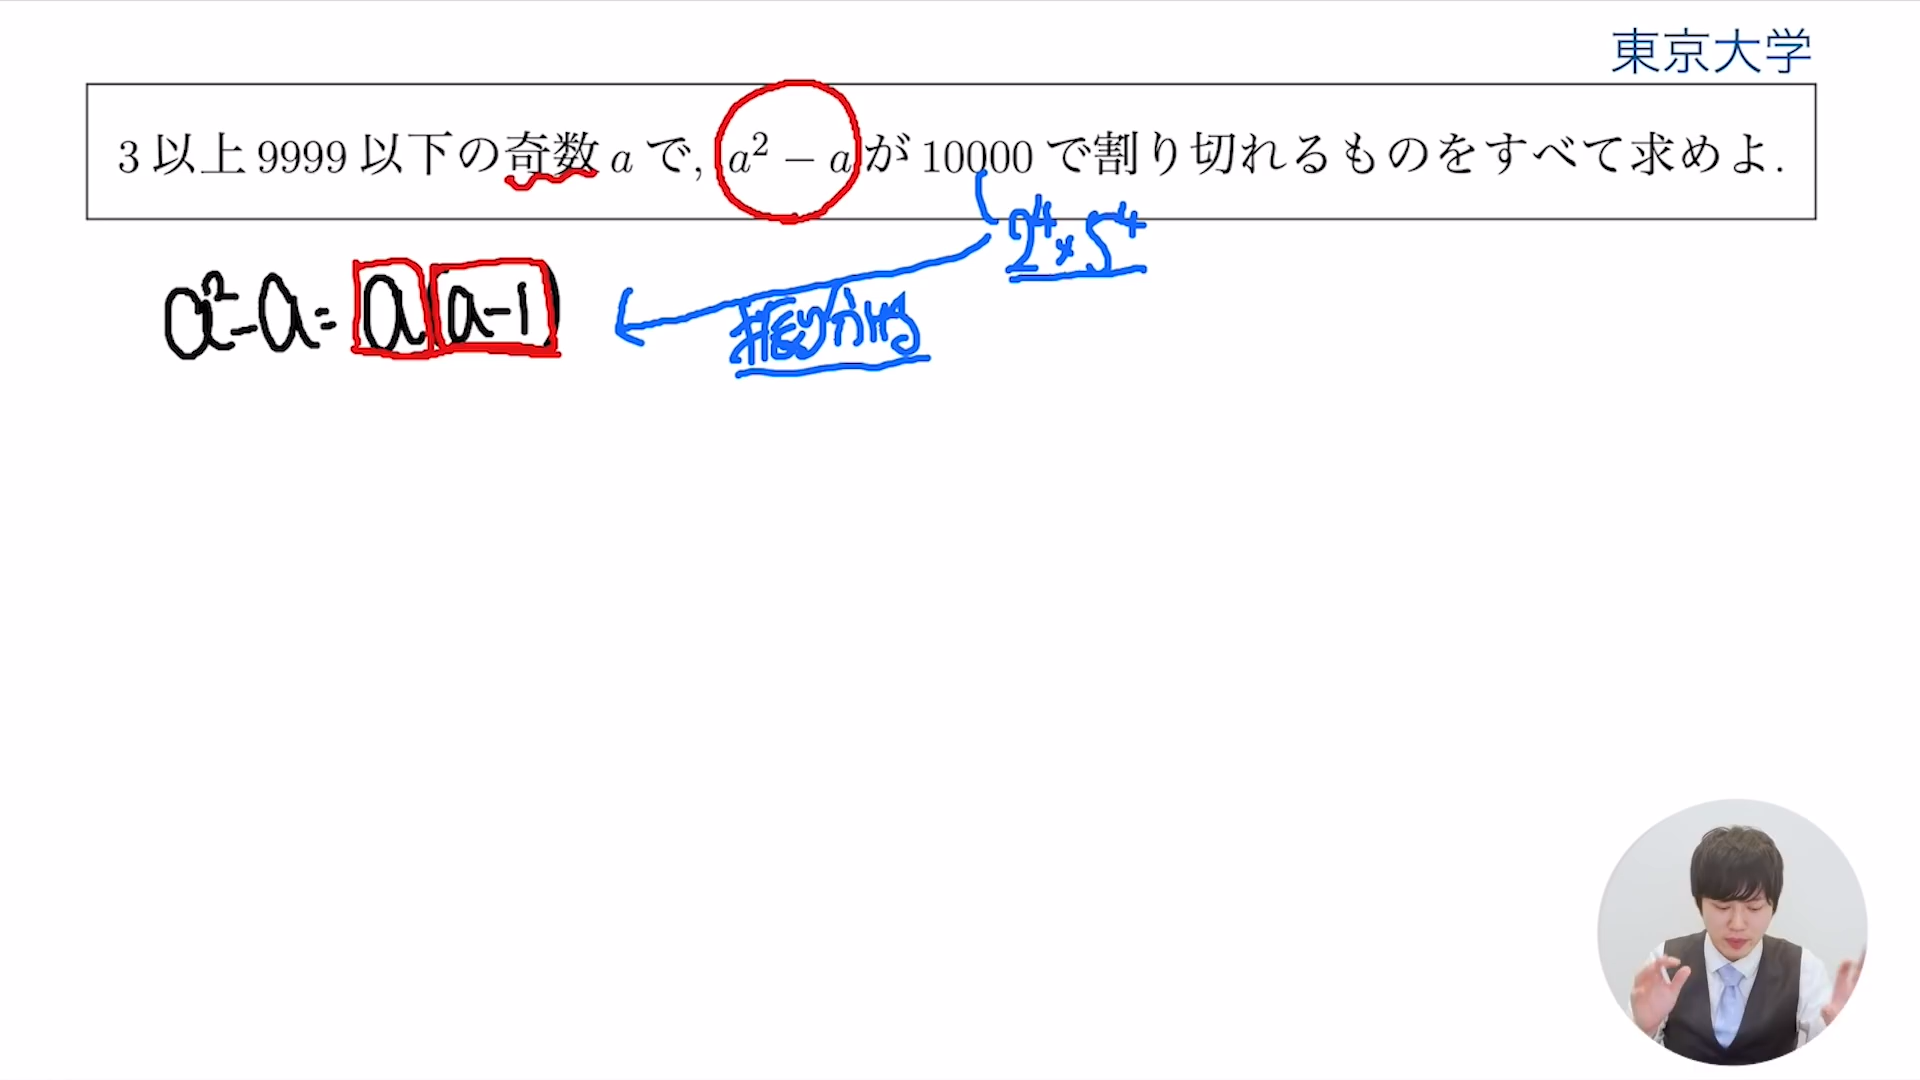 東京大学
3以上9999以下の奇数aで, a² − aが10000で割り切れるものをすべて求めよ.
2⁴×5⁴
a²-a=a(a-1)
振り分ける